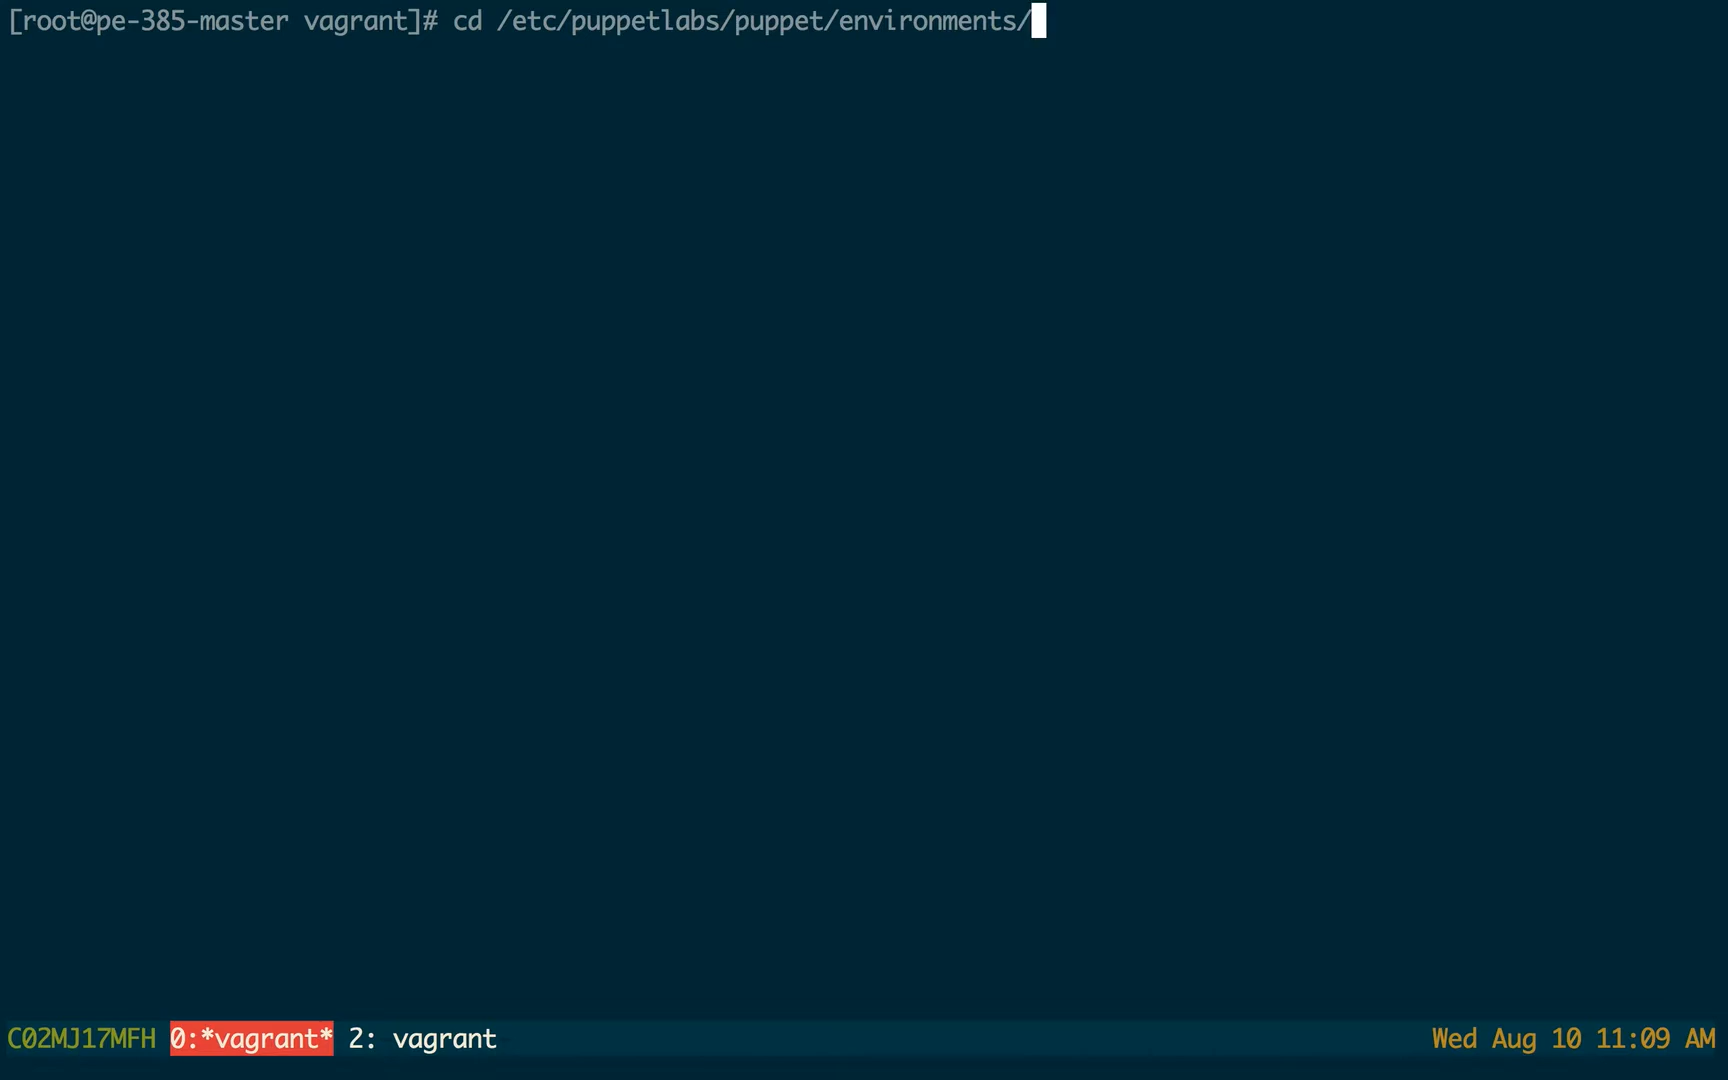 [root@pe-385-master vagrant]# cd /etc/puppetlabs/puppet/environments/
C02MJ17MFH 0:*vagrant* 2: vagrant Wed Aug 10 11:09 AM